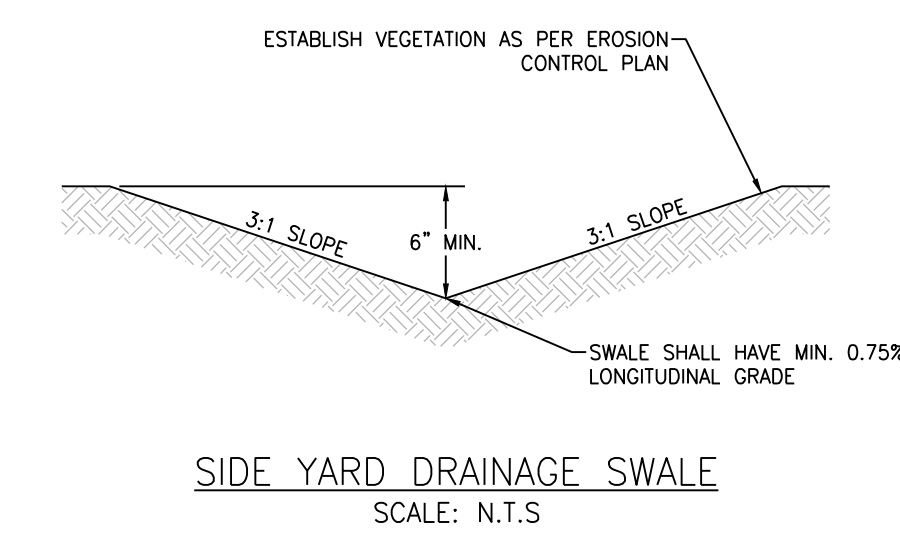 ESTABLISH VEGETATION AS PER EROSION
CONTROL PLAN
3:1 SLOPE
6" MIN.
3:1 SLOPE
SWALE SHALL HAVE MIN. 0.75%
LONGITUDINAL GRADE
SIDE YARD DRAINAGE SWALE
SCALE: N.T.S